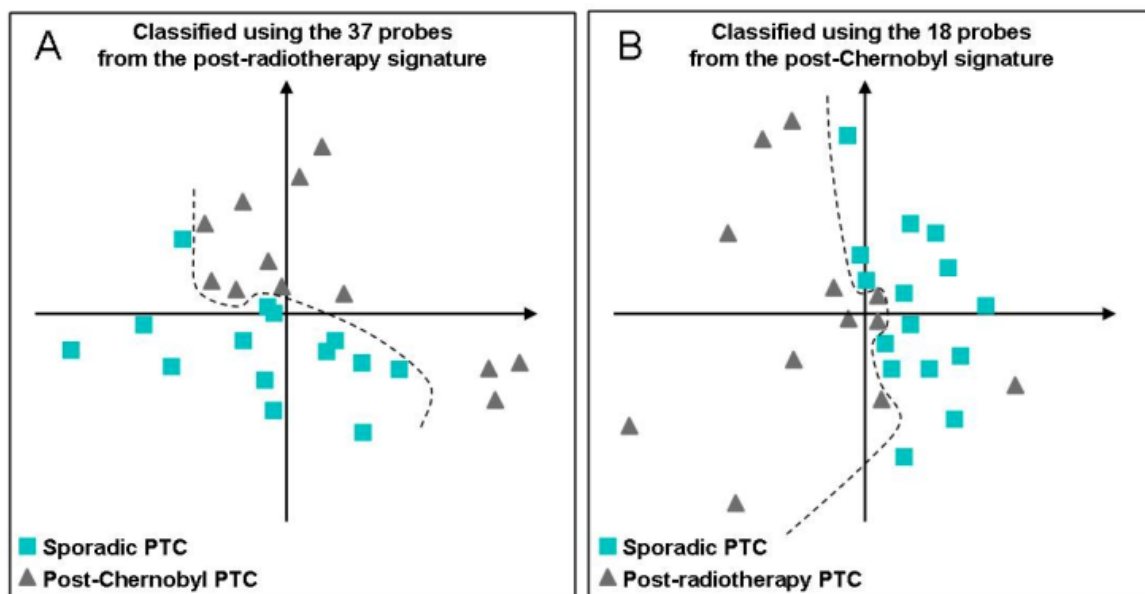 A
Classified using the 37 probes
from the post-radiotherapy signature
Sporadic PTC
Post-Chernobyl PTC
B
Classified using the 18 probes
from the post-Chernobyl signature
Sporadic PTC
Post-radiotherapy PTC